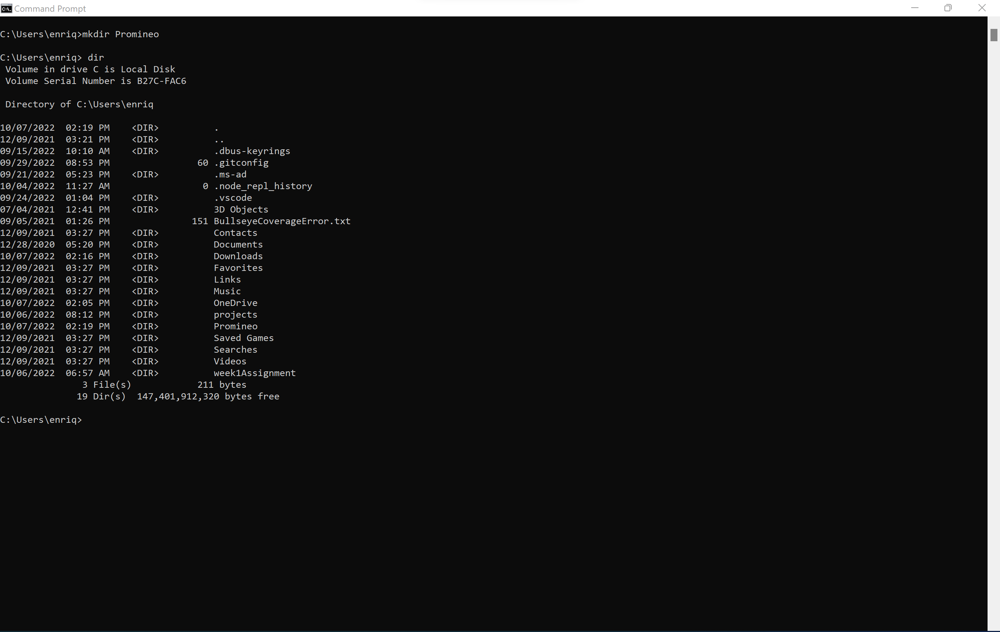 Command Prompt
C:\Users\enriq>mkdir Promineo
C:\Users\enriq> dir
 Volume in drive C is Local Disk
 Volume Serial Number is B27C-FAC6
 Directory of C:\Users\enriq
10/07/2022  02:19 PM    <DIR>          .
12/09/2021  03:21 PM    <DIR>          ..
09/15/2022  10:10 AM    <DIR>          .dbus-keyrings
09/29/2022  08:53 PM                60 .gitconfig
09/21/2022  05:23 PM    <DIR>          .ms-ad
10/04/2022  11:27 AM                 0 .node_repl_history
09/24/2022  01:04 PM    <DIR>          .vscode
07/04/2021  12:41 PM    <DIR>          3D Objects
09/05/2021  01:26 PM               151 BullseyeCoverageError.txt
12/09/2021  03:27 PM    <DIR>          Contacts
12/28/2020  05:20 PM    <DIR>          Documents
10/07/2022  02:16 PM    <DIR>          Downloads
12/09/2021  03:27 PM    <DIR>          Favorites
12/09/2021  03:27 PM    <DIR>          Links
12/09/2021  03:27 PM    <DIR>          Music
10/07/2022  02:05 PM    <DIR>          OneDrive
10/06/2022  08:12 PM    <DIR>          projects
10/07/2022  02:19 PM    <DIR>          Promineo
12/09/2021  03:27 PM    <DIR>          Saved Games
12/09/2021  03:27 PM    <DIR>          Searches
12/09/2021  03:27 PM    <DIR>          Videos
10/06/2022  06:57 AM    <DIR>          week1Assignment
               3 File(s)            211 bytes
              19 Dir(s)  147,401,912,320 bytes free
C:\Users\enriq>